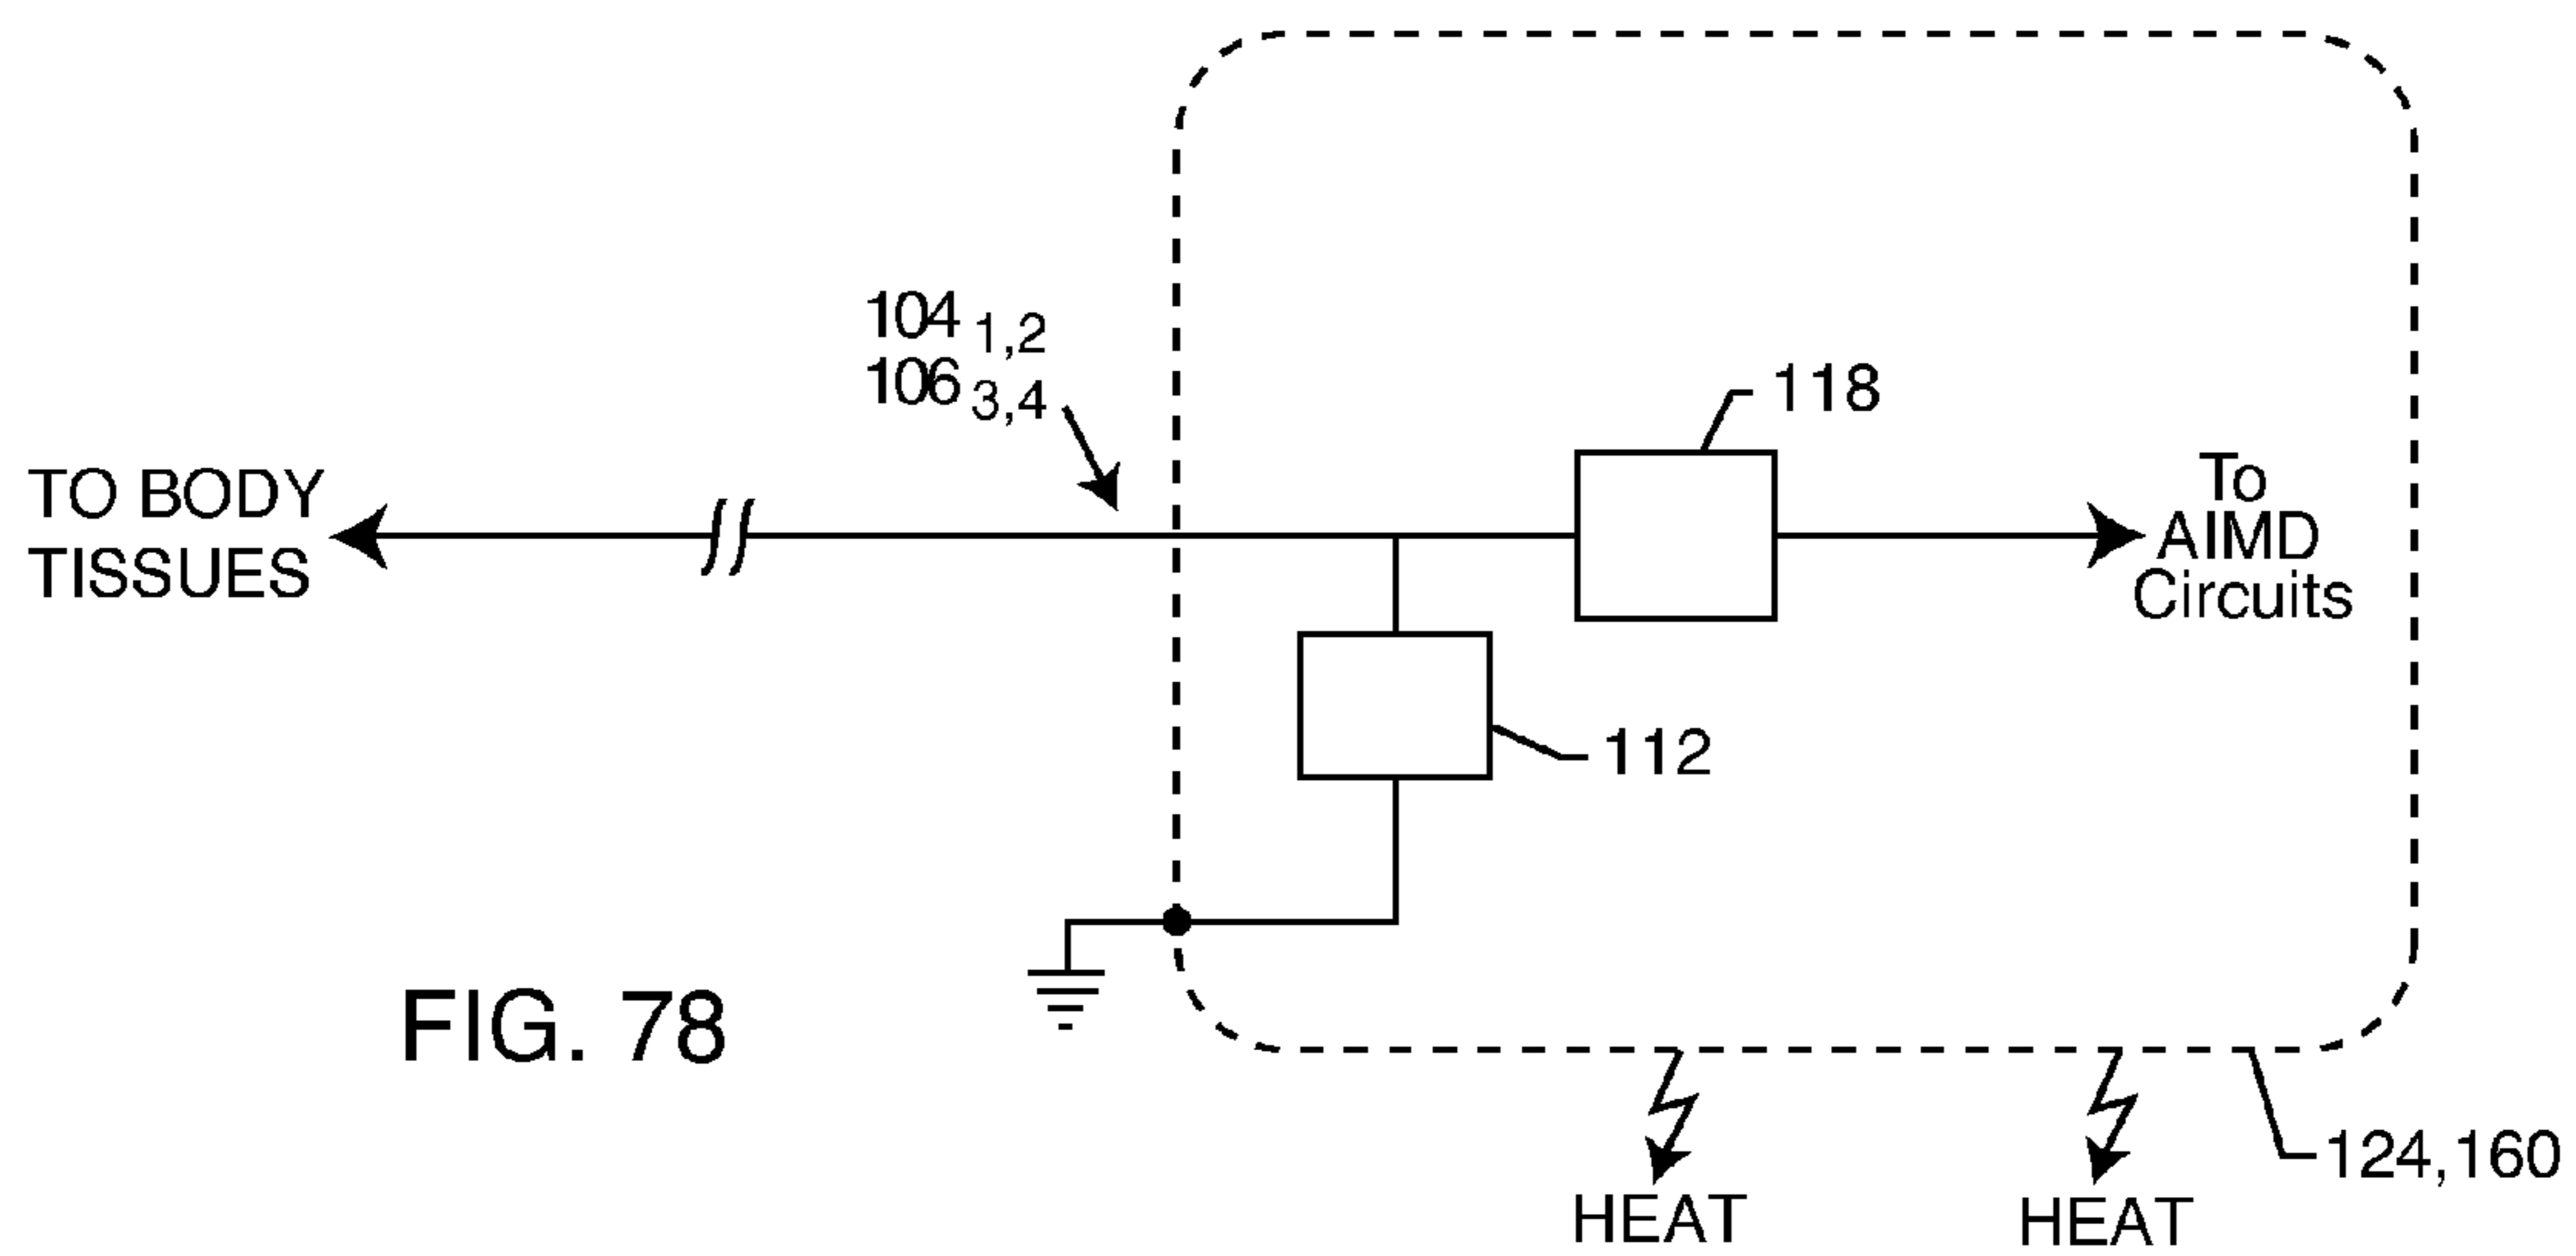 104 1,2
106 3,4
118
TO BODY
TISSUES
To
AIMD
Circuits
112
FIG. 78
124,160
HEAT
HEAT